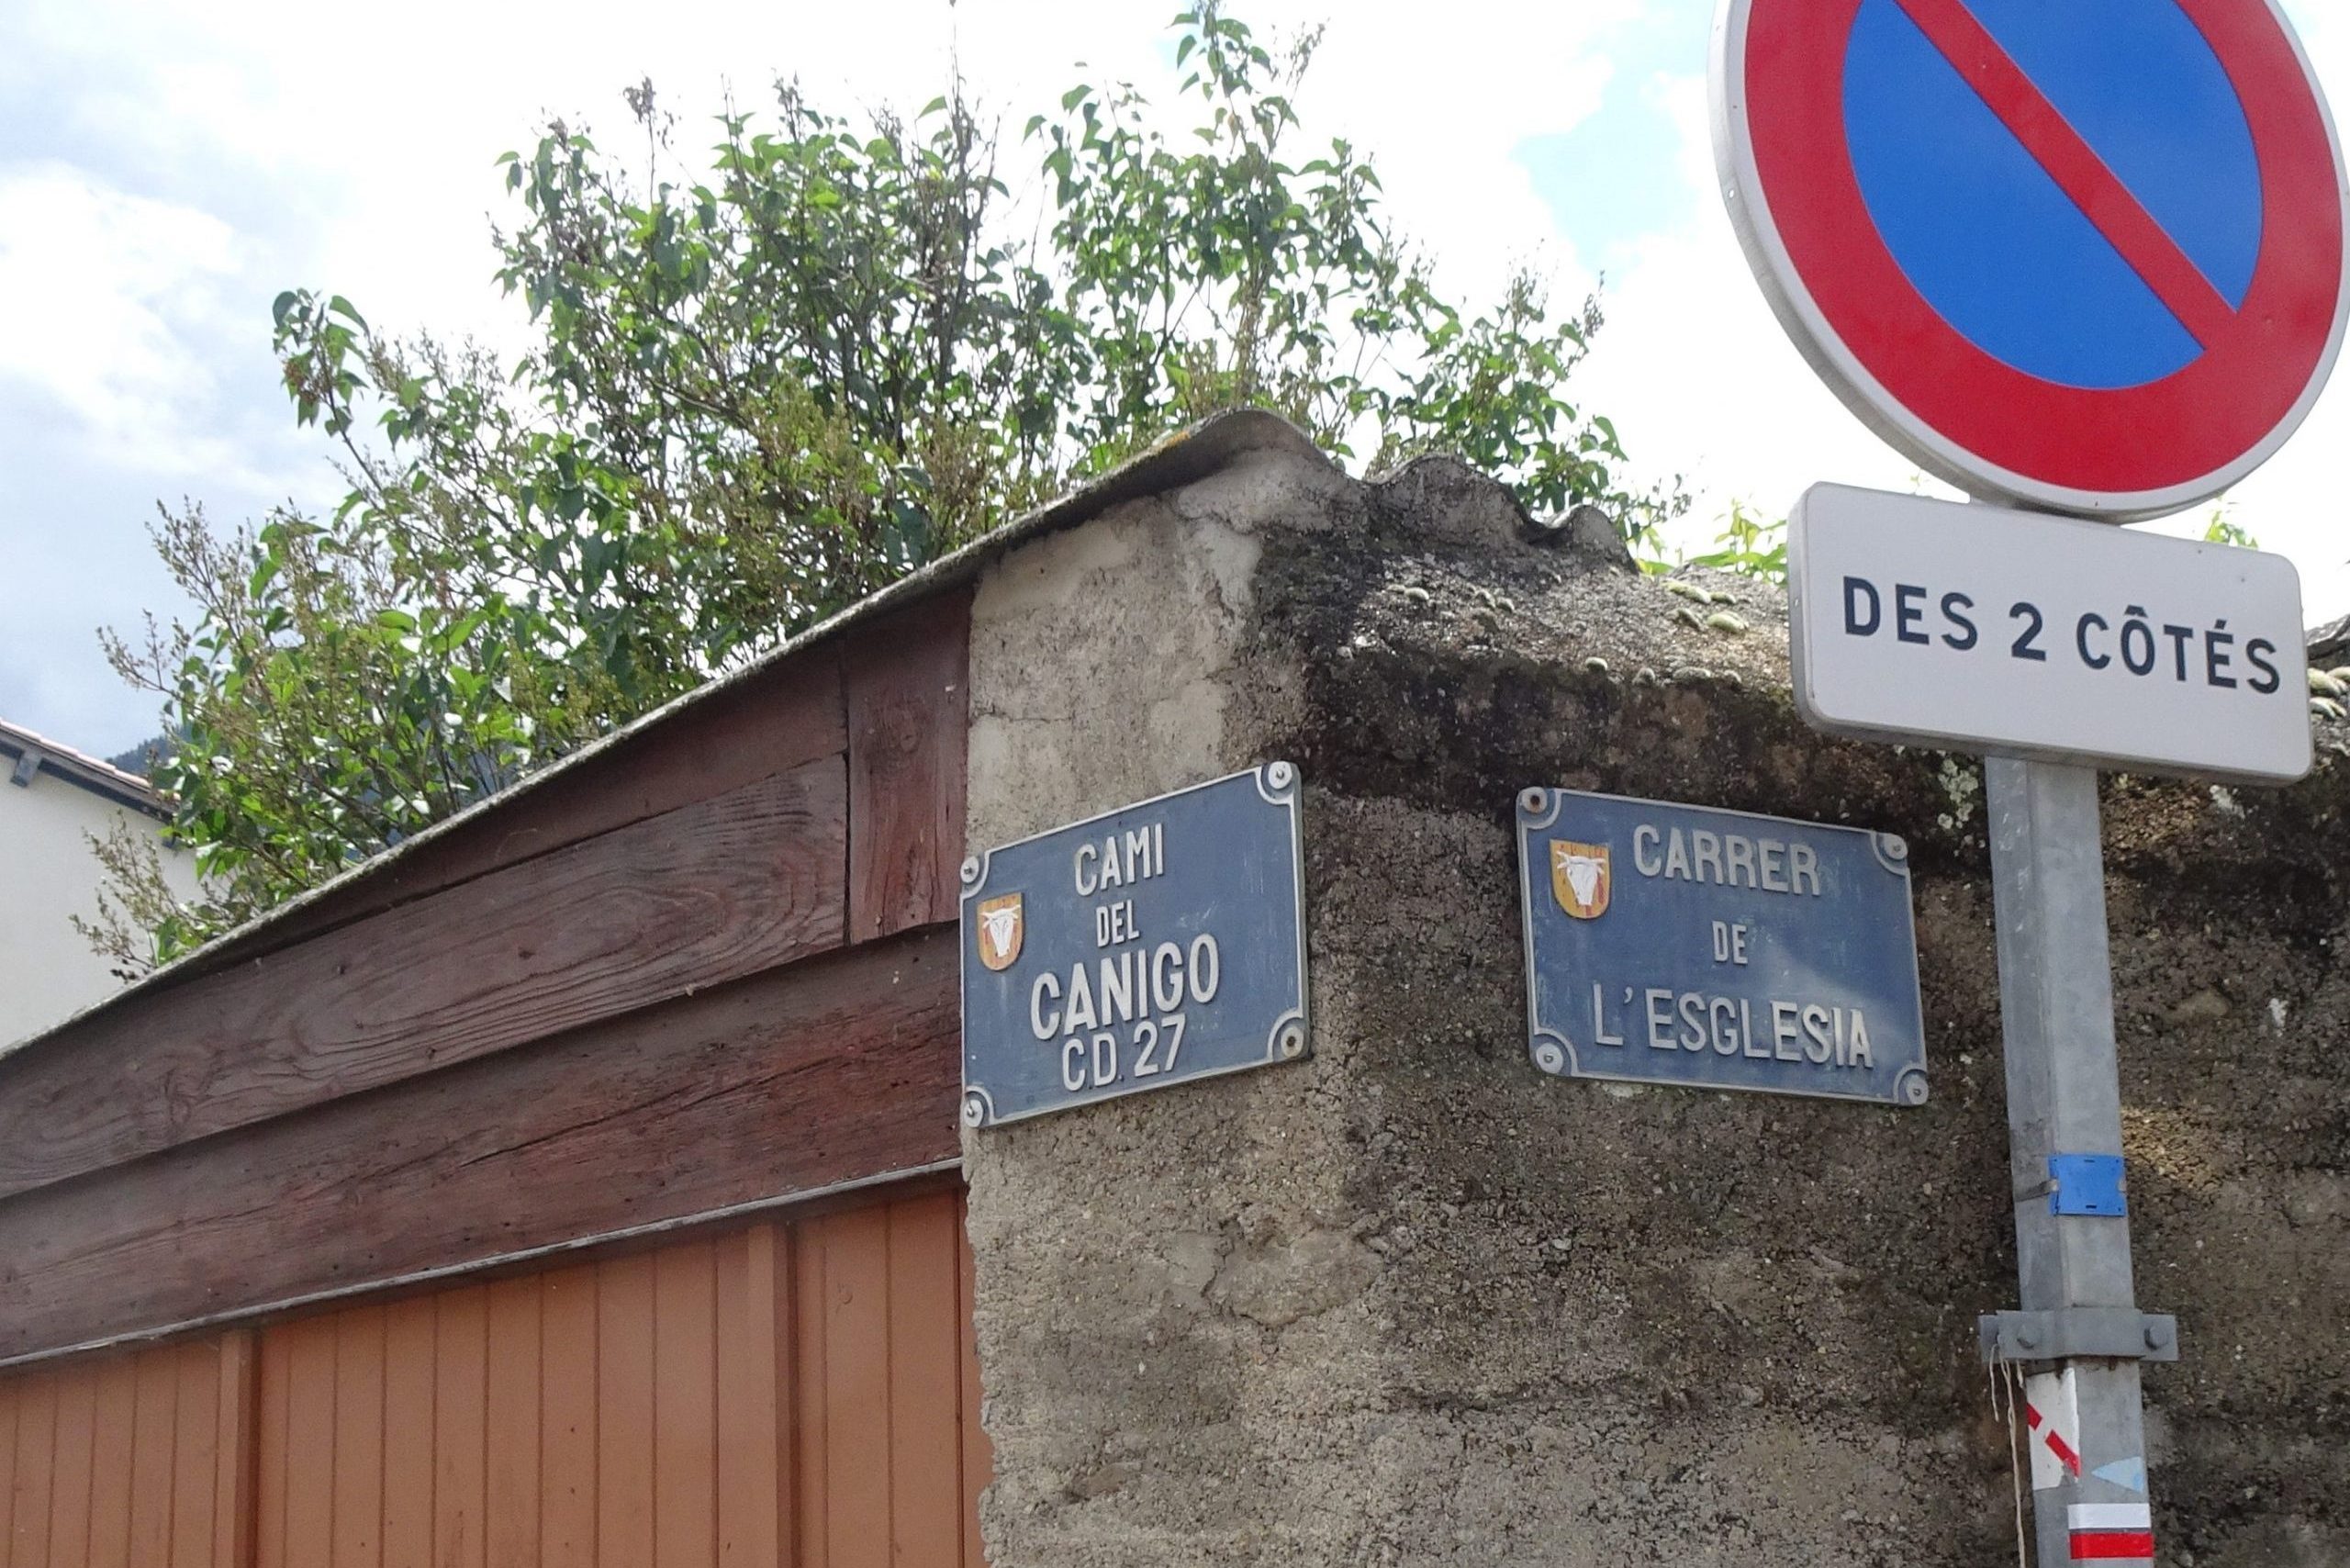 DES 2 CÔTÉS
CAMI
DEL
CANIGO
C.D. 27
CARRER
DE
L'ESGLESIA